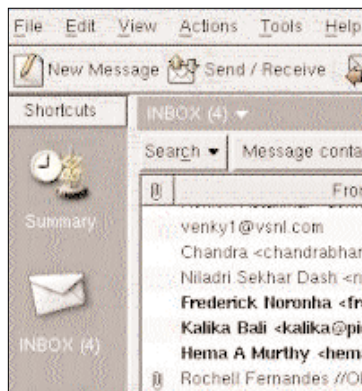 File Edit View Actions Tools Help
New Message Send / Receive
Shortcuts
INBOX (4)
Search Message conta
Fro
Summary
venky1@vsnl.com
Chandra <chandrabhan
Niladri Sekhar Dash <n
Frederick Noronha <fr
Kalika Bali <kalika@pi
INBOX (4)
Hema A Murthy <hem
Rochell Fernandes //O